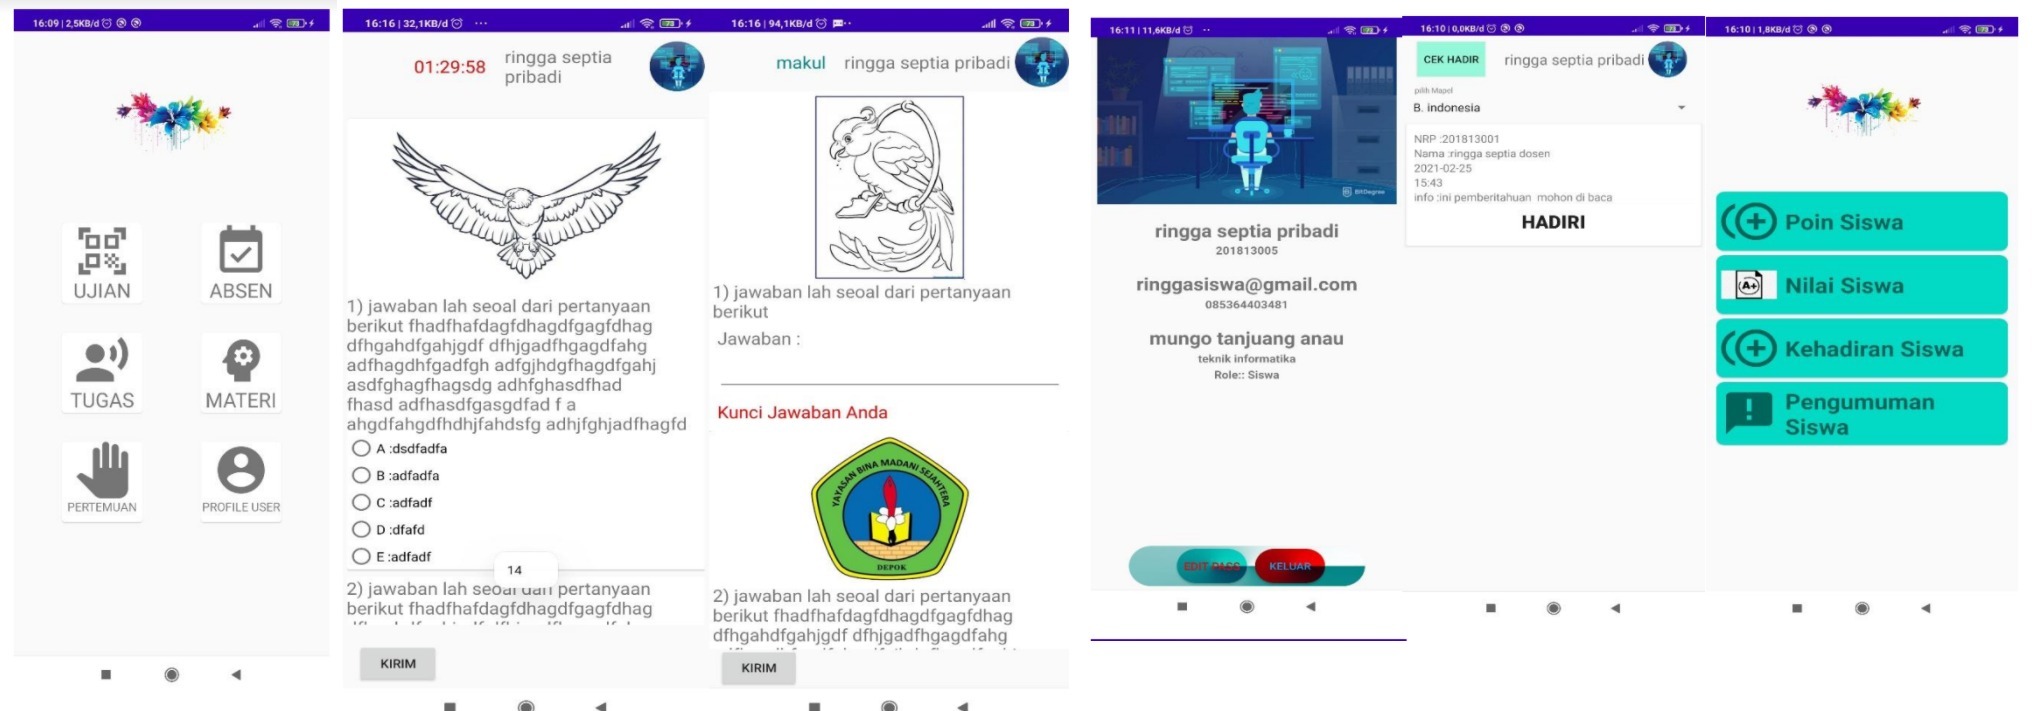 16:09 | 2,5KB/d
UJIAN
ABSEN
TUGAS
MATERI
PERTEMUAN
PROFILE USER
16:16 | 32,1KB/d
01:29:58
ringga septia
pribadi
1) jawaban lah seoal dari pertanyaan
berikut fhadfhafdagfdhagdfgagfdhag
dfhgahdfgahjgdf dfhjgadfhgagdfahg
adfhagdhfgadfgh adfgjhdgfhagdfgahj
asdfghagfhagsdg adhfghasdfhad
fhasd adfhasdfgasgdfad f a
ahgdfahgdfhdhjfahdsfg adhjfghjadfhagfd
A :dsdfadfa
B :adfadfa
C :adfadf
D :dfafd
E :adfadf
14
2) jawaban lah seoal dari pertanyaan
berikut fhadfhafdagfdhagdfgagfdhag
KIRIM
16:16 | 94,1KB/d
makul
ringga septia pribadi
1) jawaban lah seoal dari pertanyaan
berikut
Jawaban :
Kunci Jawaban Anda
YAYASAN BINA MADANI SEJAHTERA
DEPOK
2) jawaban lah seoal dari pertanyaan
berikut fhadfhafdagfdhagdfgagfdhag
dfhgahdfgahjgdf dfhjgadfhgagdfahg
KIRIM
16:11 | 11,6KB/d
BitDegree
ringga septia pribadi
201813005
ringgasiswa@gmail.com
085364403481
mungo tanjuang anau
teknik informatika
Role:: Siswa
EDIT PASS
KELUAR
16:10 | 0,0KB/d
CEK HADIR
ringga septia pribadi
pilih Mapel
B. indonesia
NRP :201813001
Nama :ringga septia dosen
2021-02-25
15:43
info :ini pemberitahuan mohon di baca
HADIRI
16:10 | 1,8KB/d
Poin Siswa
A+
Nilai Siswa
Kehadiran Siswa
Pengumuman
Siswa